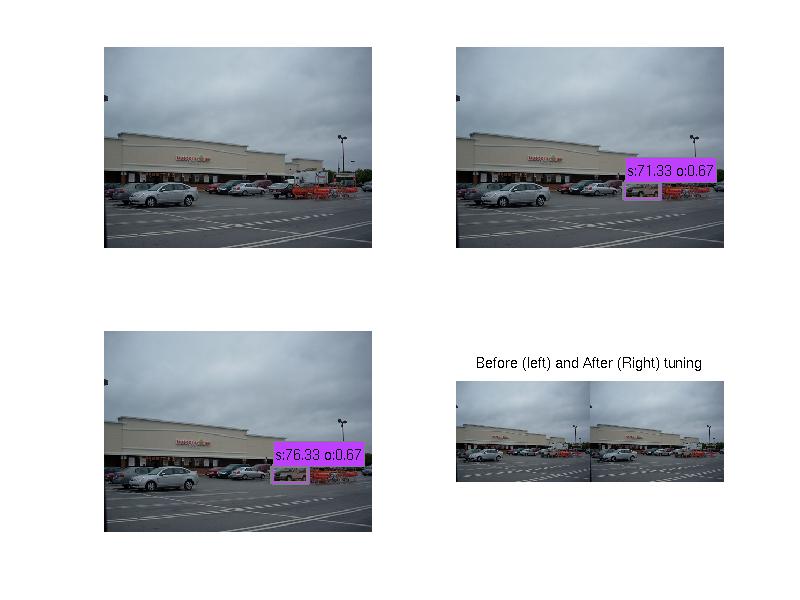 s:71.33 o:0.67
s:76.33 o:0.67
Before (left) and After (Right) tuning